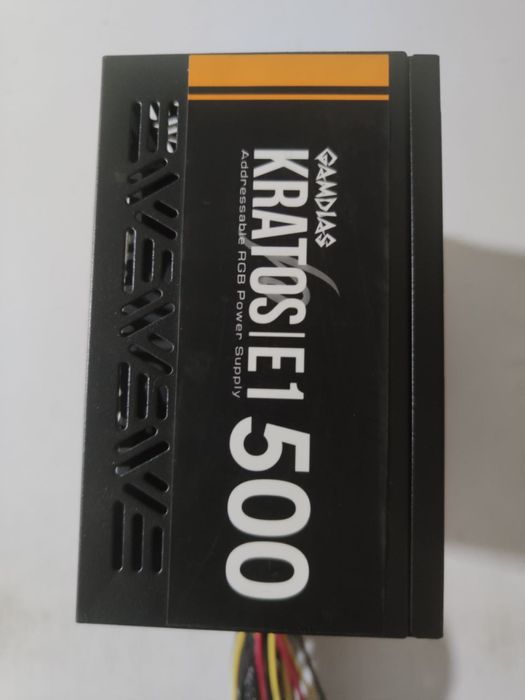 GAMDIAS
KRATOS|E1 500
Addressable RGB Power Supply